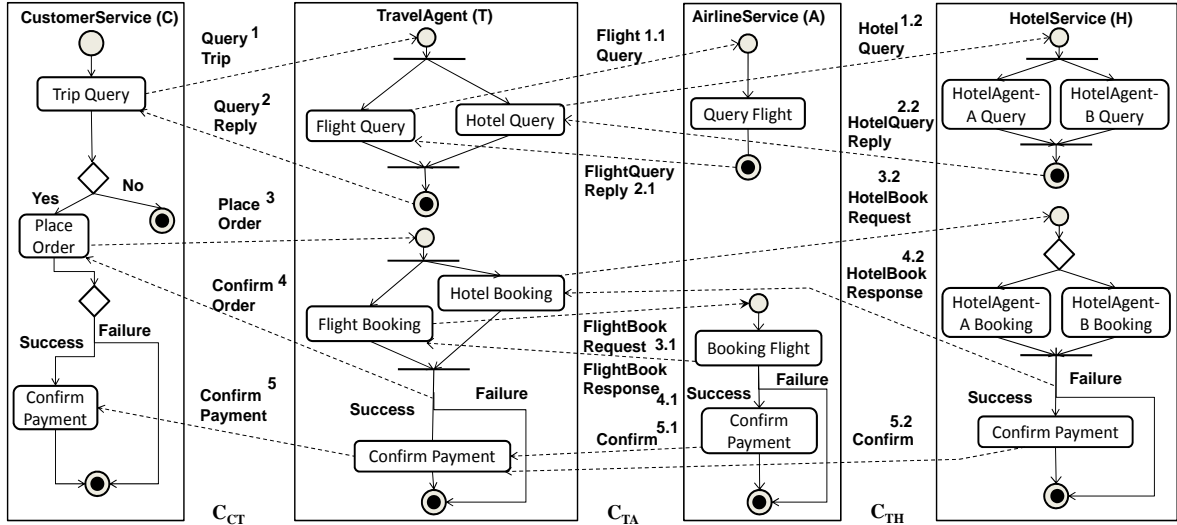 CustomerService (C)
Trip Query
Yes
No
Place
Order
Failure
Success
Confirm
Payment
Query 1
Trip
Query 2
Reply
Place 3
Order
Confirm 4
Order
Confirm 5
Payment
C_CT
TravelAgent (T)
Flight Query
Hotel Query
Hotel Booking
Flight Booking
Failure
Success
Confirm Payment
Flight 1.1
Query
FlightQuery
Reply 2.1
FlightBook
Request 3.1
FlightBook
Response
4.1
5.1
Confirm
C_TA
AirlineService (A)
Query Flight
Booking Flight
Failure
Success
Confirm
Payment
Hotel 1.2
Query
2.2
HotelQuery
Reply
3.2
HotelBook
Request
4.2
HotelBook
Response
5.2
Confirm
C_TH
HotelService (H)
HotelAgent-
A Query
HotelAgent-
B Query
HotelAgent-
A Booking
HotelAgent-
B Booking
Failure
Success
Confirm Payment